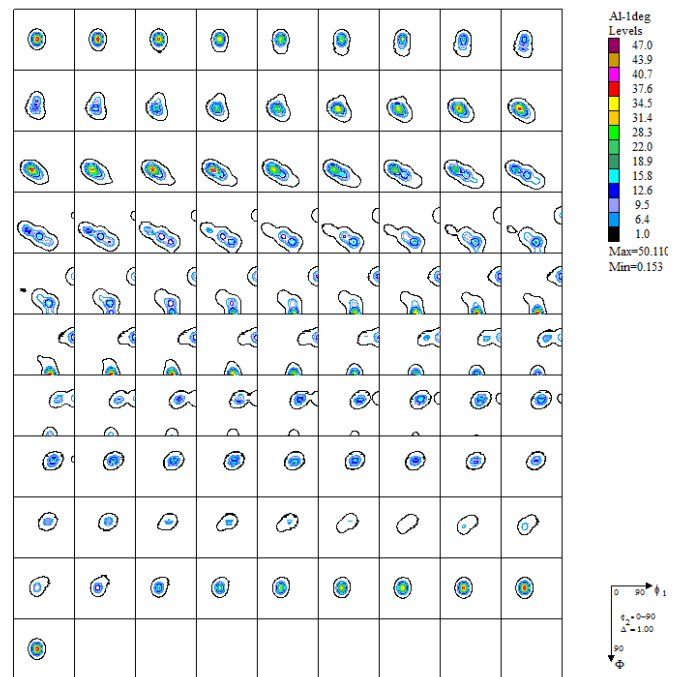 Al-1deg
Levels
47.0
43.9
40.7
37.6
34.5
31.4
28.3
22.0
18.9
15.8
12.6
9.5
6.4
1.0
Max=50.110
Min=0.153
0 90 ϕ 1
ϕ2=0-90
Δ=1.00
90
Φ